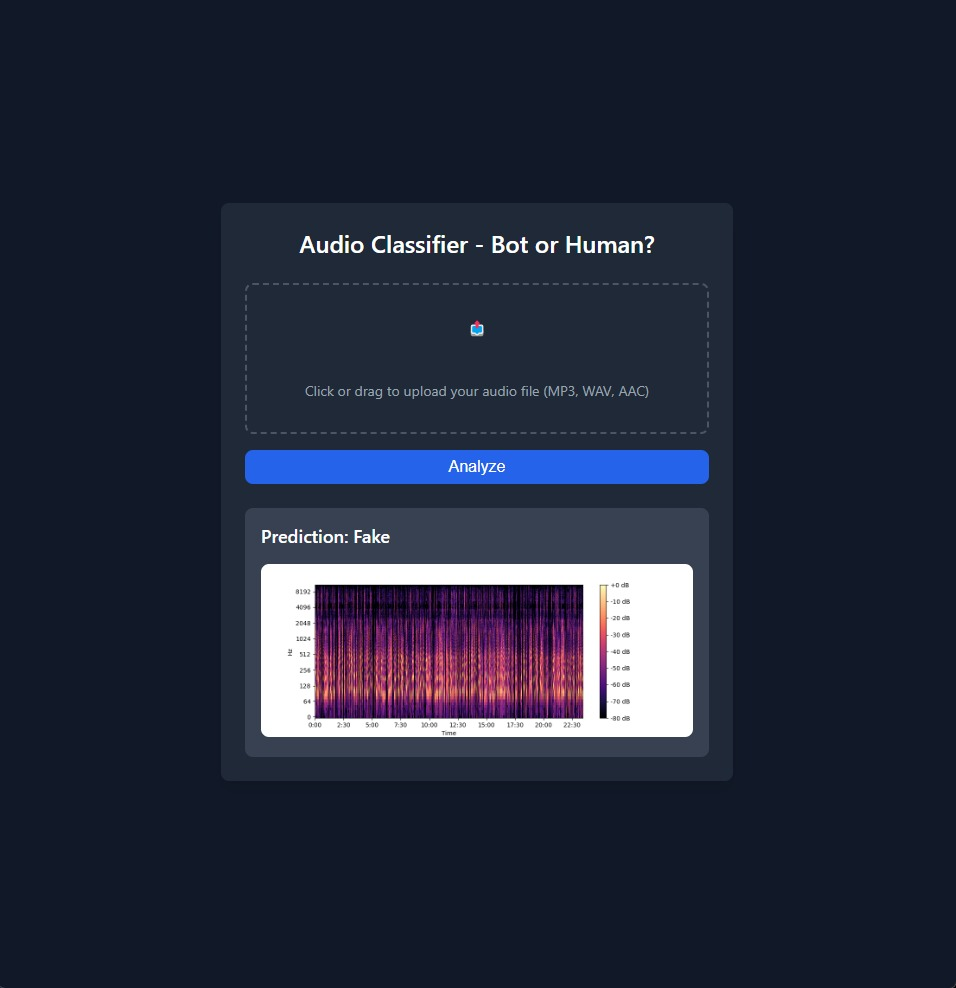 Audio Classifier - Bot or Human?
Click or drag to upload your audio file (MP3, WAV, AAC)
Analyze
Prediction: Fake
8192
4096
2048
1024
512
256
128
64
0
Hz
0:00 2:30 5:00 7:30 10:00 12:30 15:00 17:30 20:00 22:30
Time
+0 dB
-10 dB
-20 dB
-30 dB
-40 dB
-50 dB
-60 dB
-70 dB
-80 dB